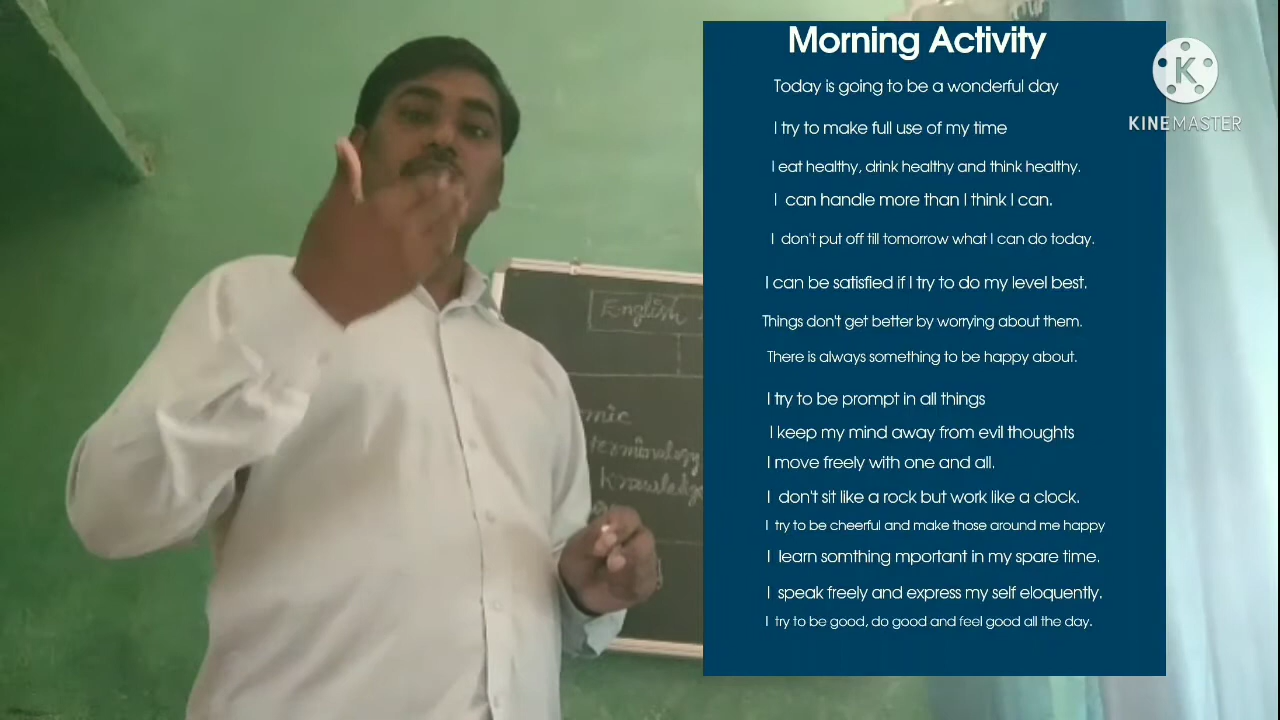 Morning Activity
Today is going to be a wonderful day
I try to make full use of my time
I eat healthy, drink healthy and think healthy.
I can handle more than I think I can.
I don't put off till tomorrow what I can do today.
I can be satisfied if I try to do my level best.
Things don't get better by worrying about them.
There is always something to be happy about.
I try to be prompt in all things
I keep my mind away from evil thoughts
I move freely with one and all.
I don't sit like a rock but work like a clock.
I try to be cheerful and make those around me happy
I learn somthing mportant in my spare time.
I speak freely and express my self eloquently.
I try to be good, do good and feel good all the day.
K
KINEMASTER
English
mic
terminology
Knowledge